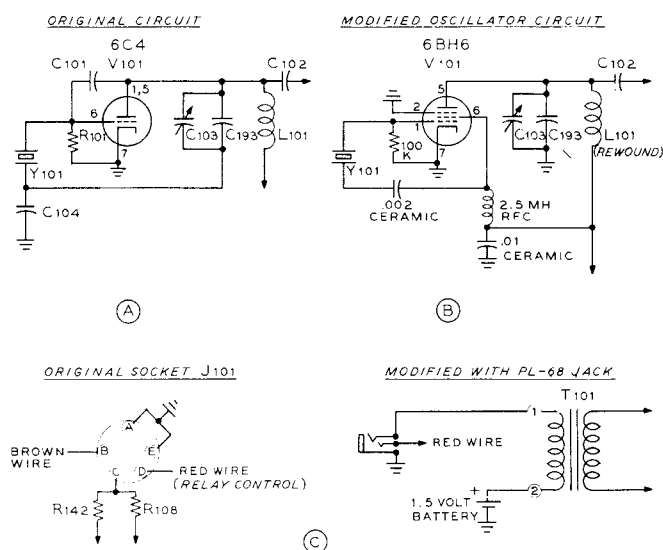 ORIGINAL CIRCUIT
6C4
V101
C101
C102
1,5
6
7
R101
C103
C193
L101
Y101
C104
A
MODIFIED OSCILLATOR CIRCUIT
6BH6
V101
C102
5
2
1
6
7
100
K
C103
C193
L101
(REWOUND)
Y101
.002
CERAMIC
2.5 MH
RFC
.01
CERAMIC
B
ORIGINAL SOCKET J101
A
B
E
C
D
BROWN
WIRE
RED WIRE
(RELAY CONTROL)
R142
R108
MODIFIED WITH PL-68 JACK
T101
1
RED WIRE
2
+
1.5 VOLT
BATTERY
C